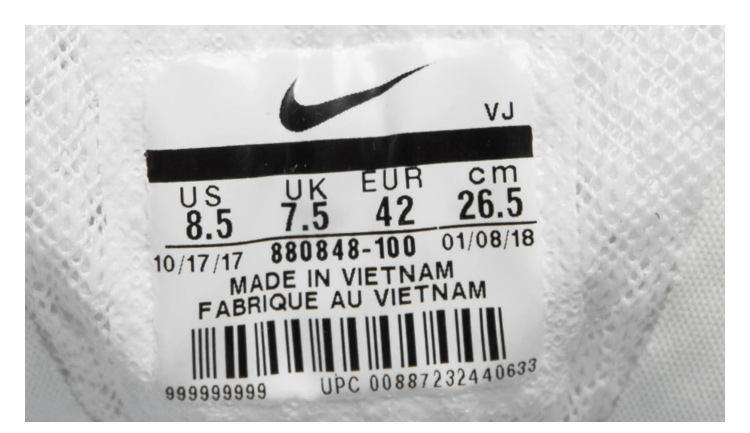 VJ
US UK EUR cm
8.5 7.5 42 26.5
10/17/17 880848-100 01/08/18
MADE IN VIETNAM
FABRIQUE AU VIETNAM
999999999 UPC 00887232440633